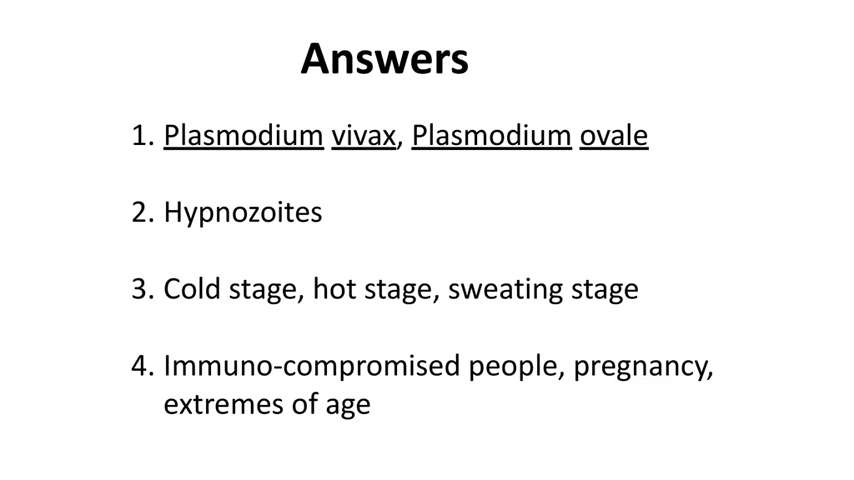 Answers
1. Plasmodium vivax, Plasmodium ovale
2. Hypnozoites
3. Cold stage, hot stage, sweating stage
4. Immuno-compromised people, pregnancy,
extremes of age